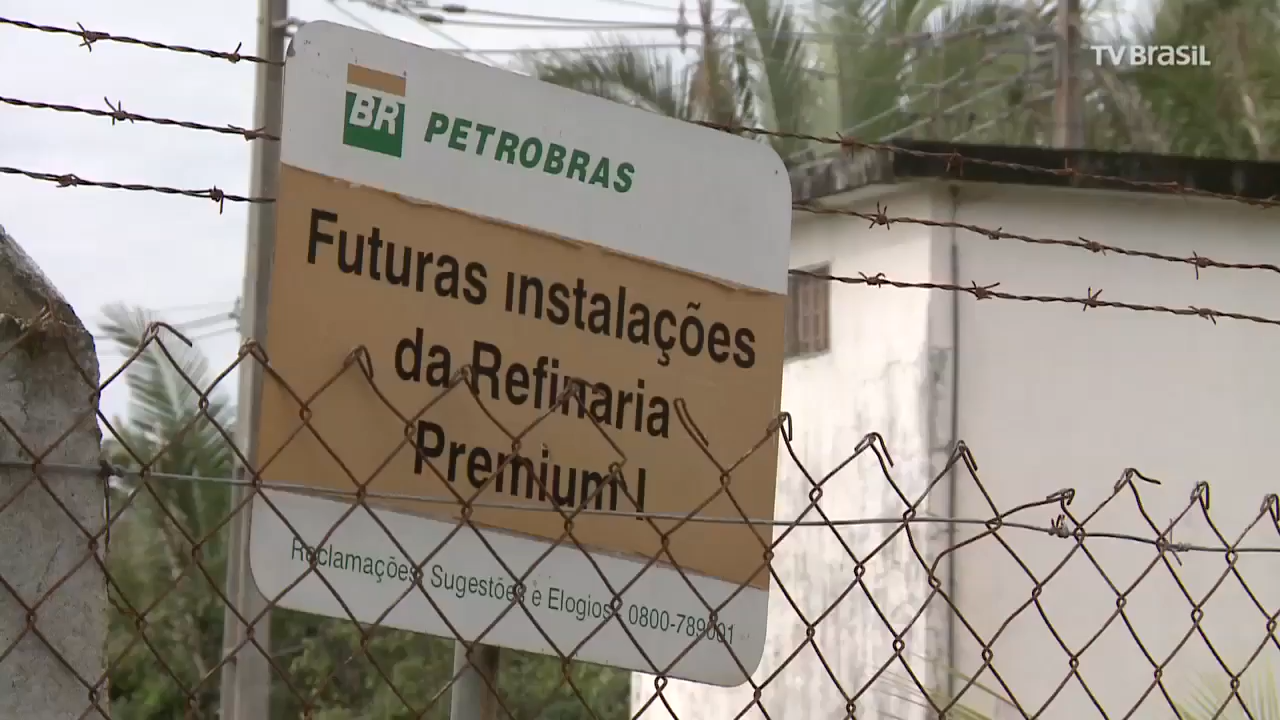 TV BRASIL
BR PETROBRAS
Futuras instalações
da Refinaria
Premium I
Reclamações, Sugestões e Elogios: 0800-789001